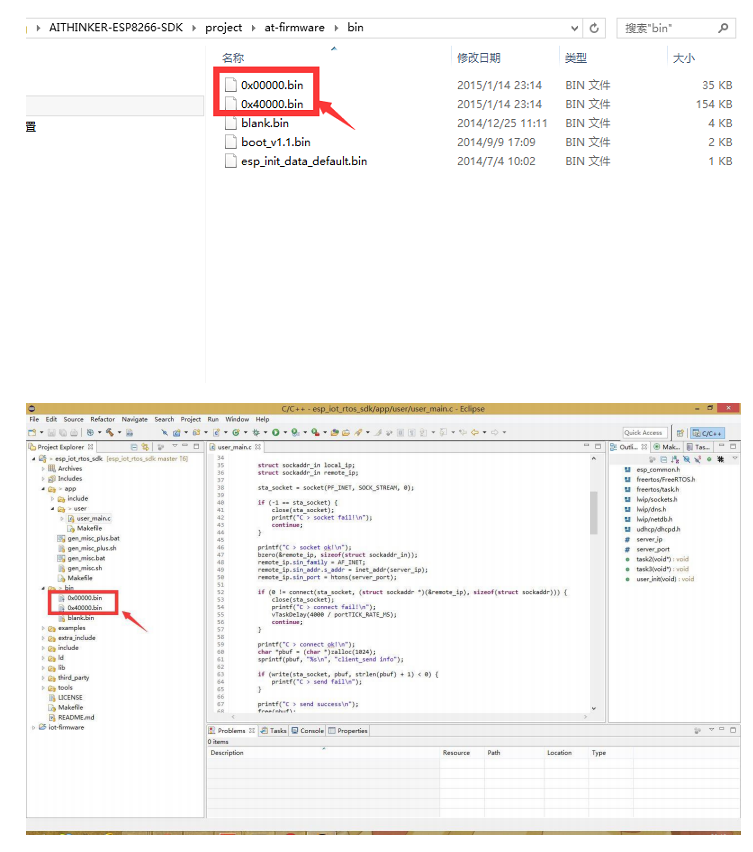 AITHINKER-ESP8266-SDK project at-firmware bin 搜索"bin"
名称 修改日期 类型 大小
0x00000.bin 2015/1/14 23:14 BIN 文件 35 KB
0x40000.bin 2015/1/14 23:14 BIN 文件 154 KB
置
blank.bin 2014/12/25 11:11 BIN 文件 4 KB
boot_v1.1.bin 2014/9/9 17:09 BIN 文件 2 KB
esp_init_data_default.bin 2014/7/4 10:02 BIN 文件 1 KB
C/C++ - esp_iot_rtos_sdk/app/user/user_main.c - Eclipse
File Edit Source Refactor Navigate Search Project Run Window Help
Quick Access C/C++
Project Explorer
esp_iot_rtos_sdk [esp_iot_rtos_sdk master T6]
Archives
Includes
app
include
user
user_main.c
Makefile
gen_misc_plus.bat
gen_misc_plus.sh
gen_misc.bat
gen_misc.sh
Makefile
bin
0x00000.bin
0x40000.bin
blank.bin
examples
extra_include
include
ld
lib
third_party
tools
LICENSE
Makefile
README.md
iot-firmware
user_main.c
34
35 struct sockaddr_in local_ip;
36 struct sockaddr_in remote_ip;
37
38 sta_socket = socket(PF_INET, SOCK_STREAM, 0);
39
40 if (-1 == sta_socket) {
41 close(sta_socket);
42 printf("C > socket fail!\n");
43 continue;
44 }
45
46 printf("C > socket ok!\n");
47 bzero(&remote_ip, sizeof(struct sockaddr_in));
48 remote_ip.sin_family = AF_INET;
49 remote_ip.sin_addr.s_addr = inet_addr(server_ip);
50 remote_ip.sin_port = htons(server_port);
51
52 if (0 != connect(sta_socket, (struct sockaddr *)(&remote_ip), sizeof(struct sockaddr))) {
53 close(sta_socket);
54 printf("C > connect fail!\n");
55 vTaskDelay(4000 / portTICK_RATE_MS);
56 continue;
57 }
58
59 printf("C > connect ok!\n");
60 char *pbuf = (char *)zalloc(1024);
61 sprintf(pbuf, "%s\n", "client_send info");
62
63 if (write(sta_socket, pbuf, strlen(pbuf) + 1) < 0) {
64 printf("C > send fail\n");
65 }
66
67 printf("C > send success\n");
68 free(pbuf);
Outli... Mak... Tas...
esp_common.h
freertos/FreeRTOS.h
freertos/task.h
lwip/sockets.h
lwip/dns.h
lwip/netdb.h
udhcp/dhcpd.h
server_ip
server_port
task2(void*) : void
task3(void*) : void
user_init(void) : void
Problems Tasks Console Properties
0 items
Description Resource Path Location Type